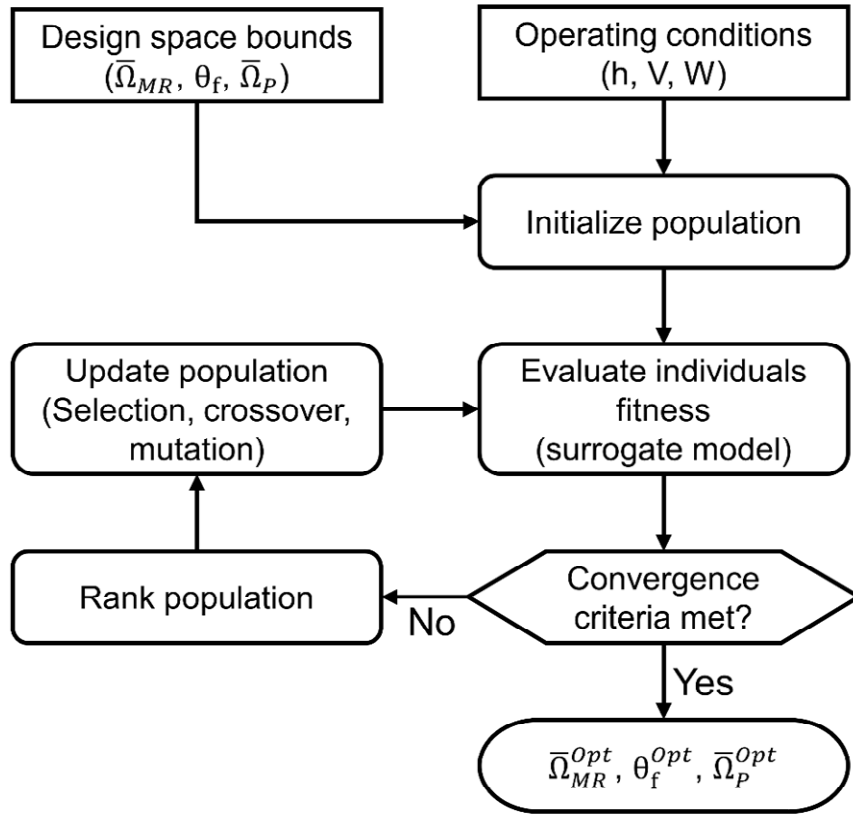 Design space bounds
(Ω̅_MR, θ_f, Ω̅_P)
Operating conditions
(h, V, W)
Initialize population
Update population
(Selection, crossover,
mutation)
Evaluate individuals
fitness
(surrogate model)
Rank population
No
Convergence
criteria met?
Yes
Ω̅_MR^Opt, θ_f^Opt, Ω̅_P^Opt